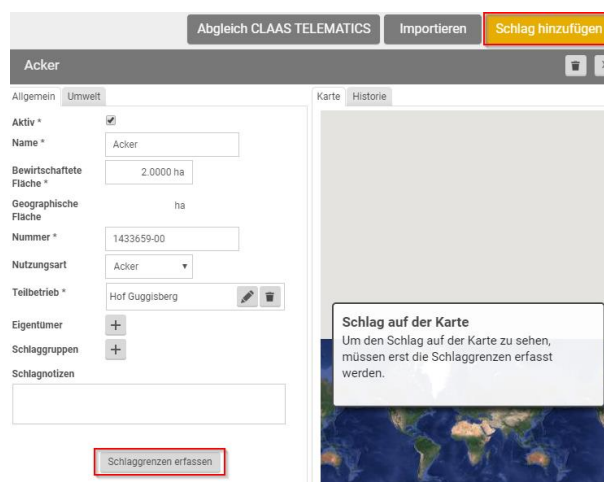 Abgleich CLAAS TELEMATICS Importieren Schlag hinzufügen
Acker
Allgemein Umwelt
Aktiv *
Name * Acker
Bewirtschaftete
Fläche * 2.0000 ha
Geographische
Fläche ha
Nummer * 1433659-00
Nutzungsart Acker
Teilbetrieb * Hof Guggisberg
Eigentümer
Schlaggruppen
Schlagnotizen
Schlaggrenzen erfassen
Karte Historie
Schlag auf der Karte
Um den Schlag auf der Karte zu sehen,
müssen erst die Schlaggrenzen erfasst
werden.